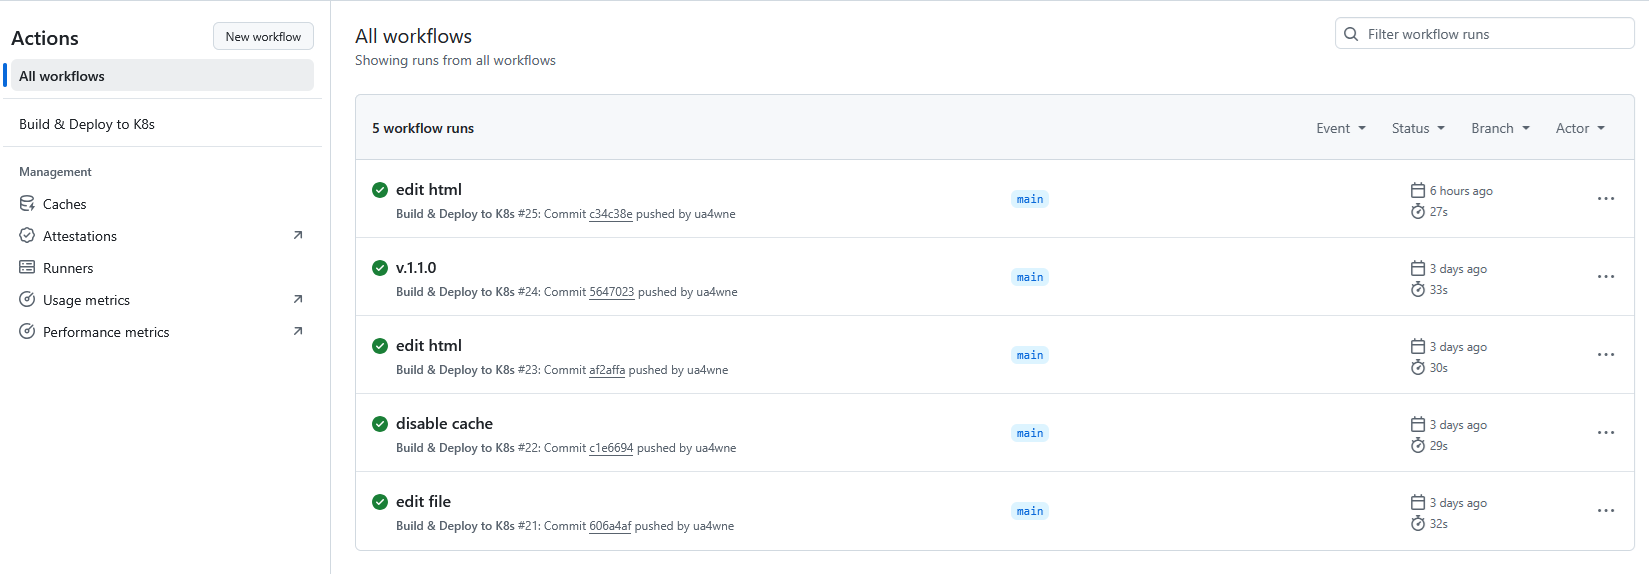 Actions
New workflow
All workflows
Build & Deploy to K8s
Management
Caches
Attestations
Runners
Usage metrics
Performance metrics
All workflows
Showing runs from all workflows
Filter workflow runs
5 workflow runs
Event
Status
Branch
Actor
edit html
Build & Deploy to K8s #25: Commit c34c38e pushed by ua4wne
main
6 hours ago
27s
v.1.1.0
Build & Deploy to K8s #24: Commit 5647023 pushed by ua4wne
main
3 days ago
33s
edit html
Build & Deploy to K8s #23: Commit af2affa pushed by ua4wne
main
3 days ago
30s
disable cache
Build & Deploy to K8s #22: Commit c1e6694 pushed by ua4wne
main
3 days ago
29s
edit file
Build & Deploy to K8s #21: Commit 606a4af pushed by ua4wne
main
3 days ago
32s